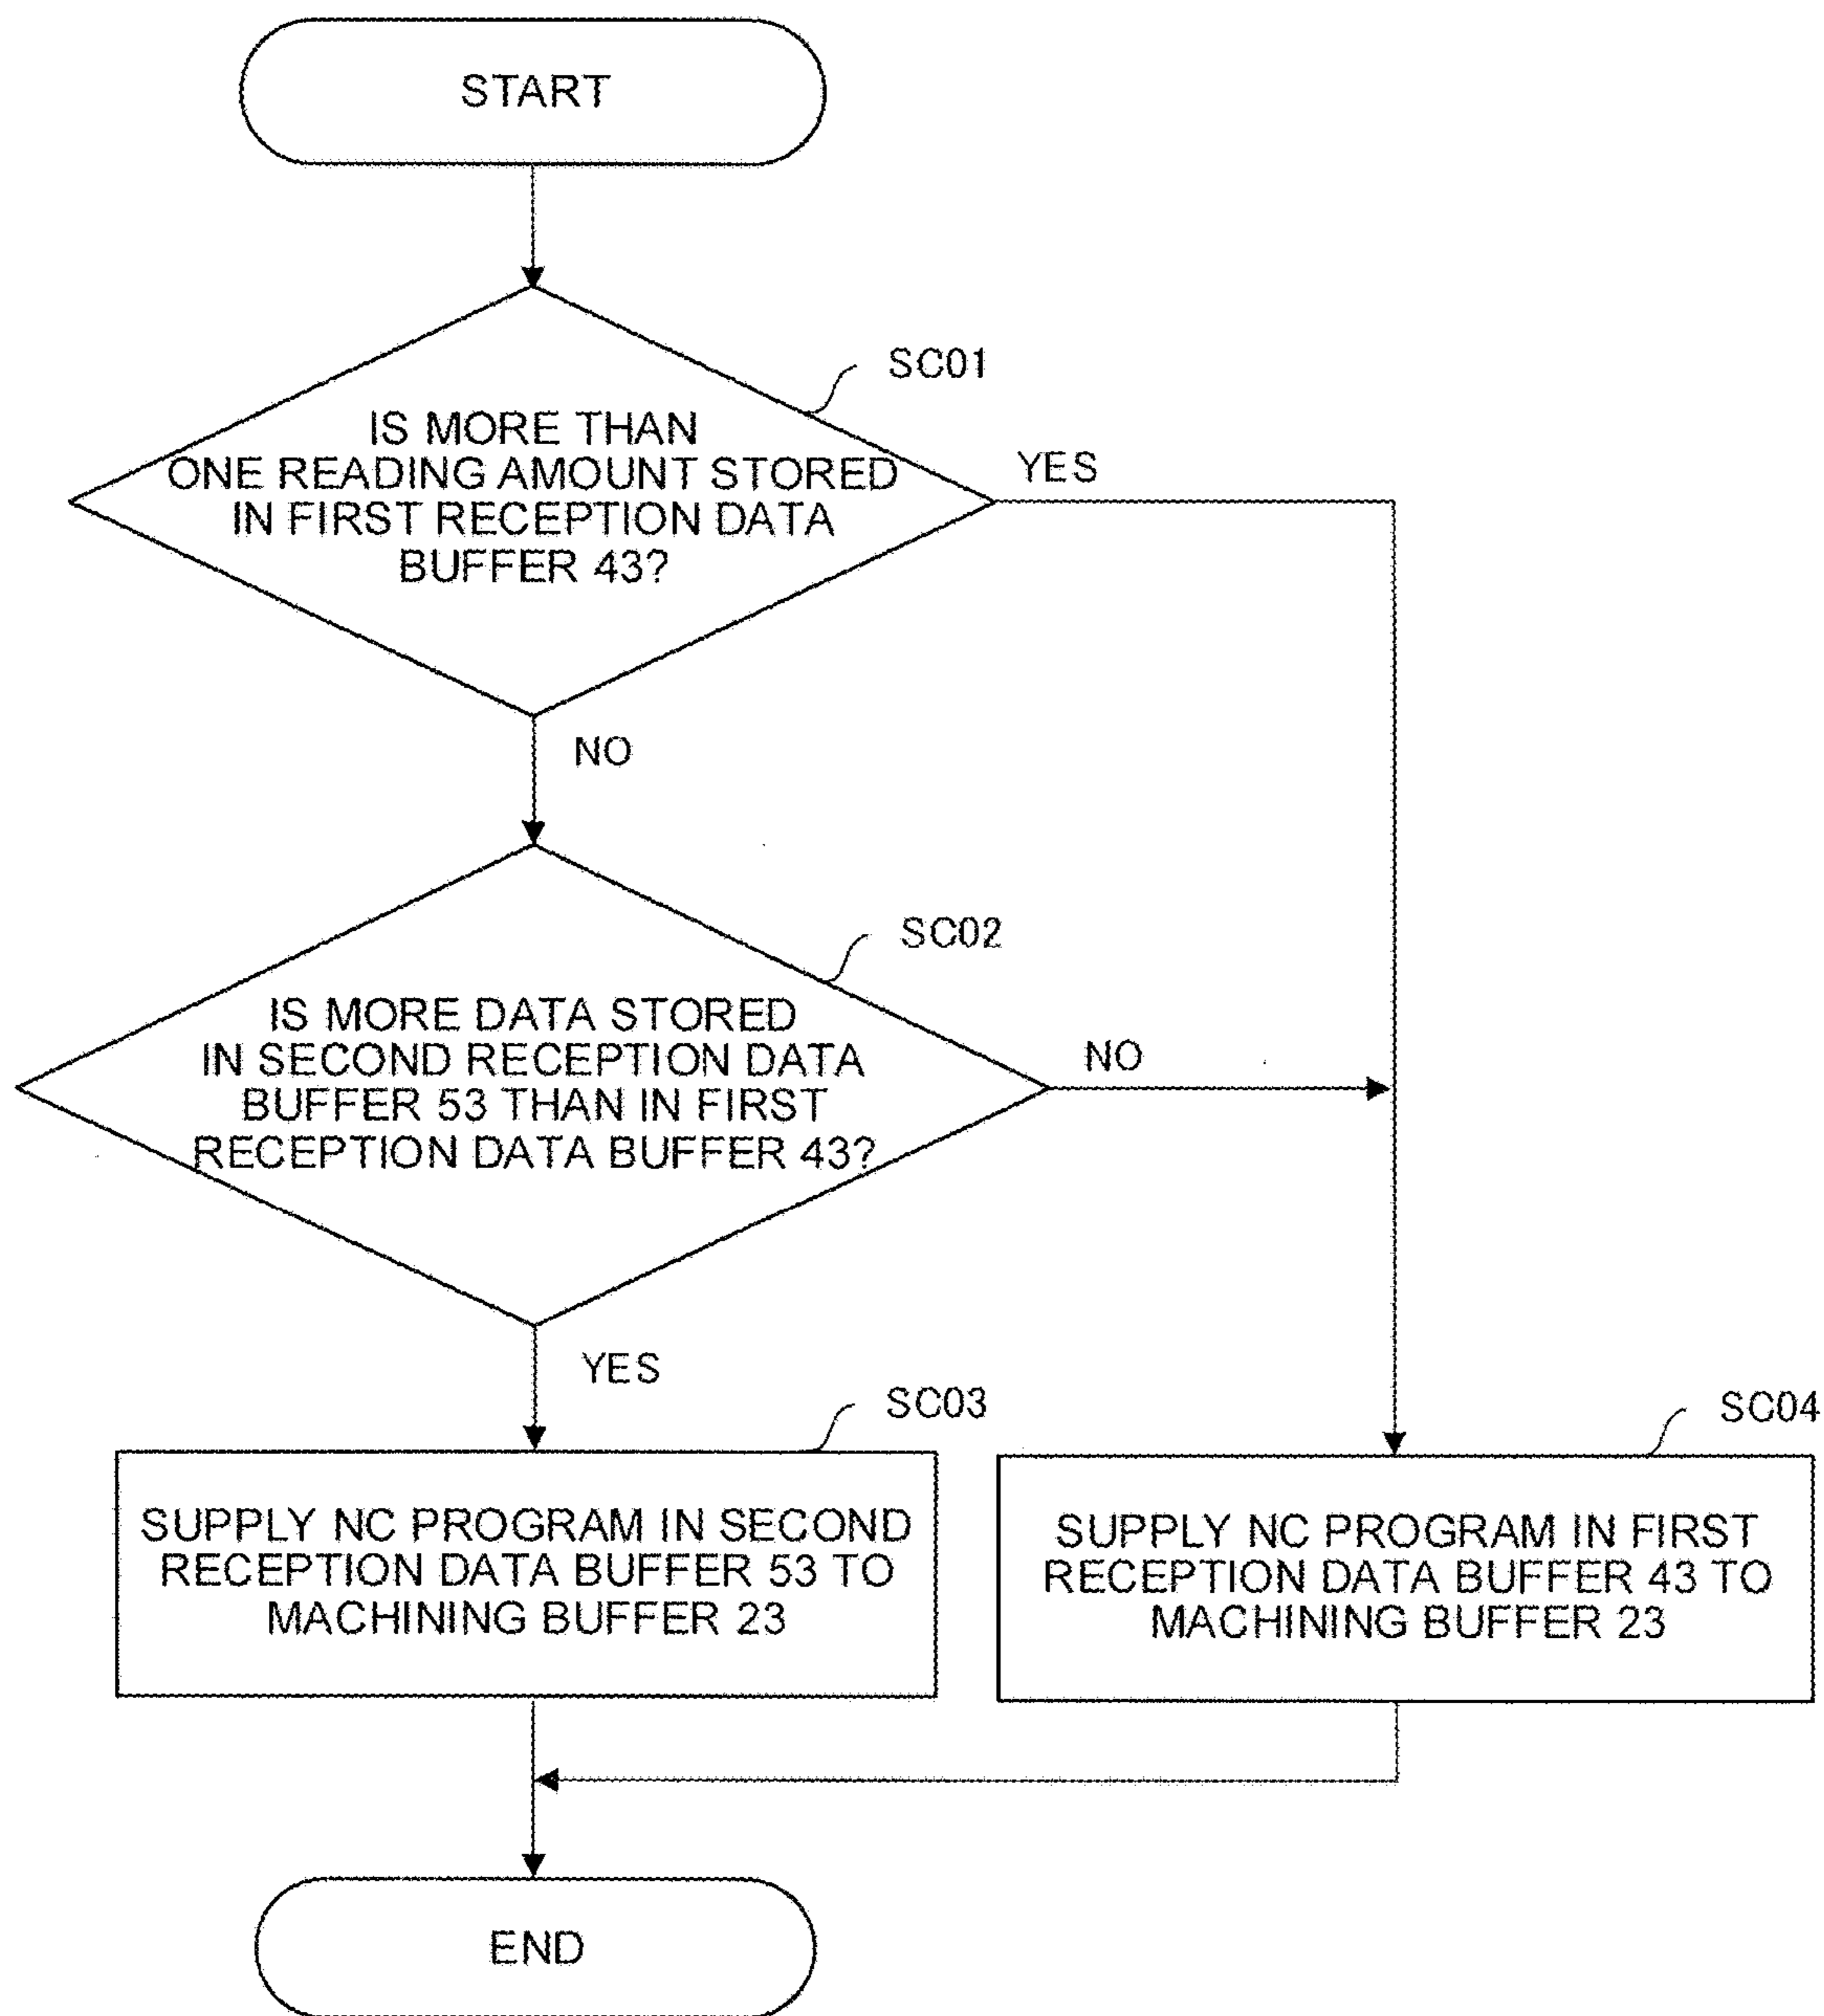 START
SC01
IS MORE THAN
ONE READING AMOUNT STORED
IN FIRST RECEPTION DATA
BUFFER 43?
YES
NO
SC02
IS MORE DATA STORED
IN SECOND RECEPTION DATA
BUFFER 53 THAN IN FIRST
RECEPTION DATA BUFFER 43?
NO
YES
SC03
SUPPLY NC PROGRAM IN SECOND
RECEPTION DATA BUFFER 53 TO
MACHINING BUFFER 23
SC04
SUPPLY NC PROGRAM IN FIRST
RECEPTION DATA BUFFER 43 TO
MACHINING BUFFER 23
END